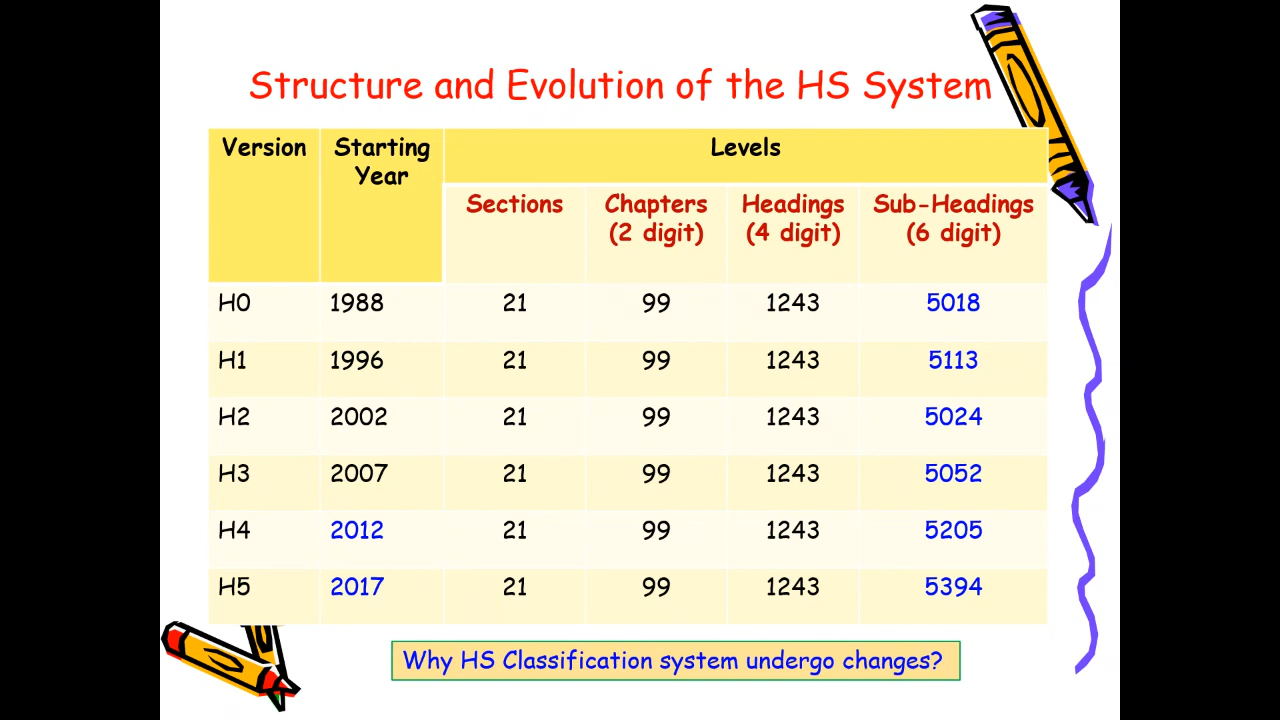 Structure and Evolution of the HS System
Version Starting Year Levels
Sections Chapters (2 digit) Headings (4 digit) Sub-Headings (6 digit)
H0 1988 21 99 1243 5018
H1 1996 21 99 1243 5113
H2 2002 21 99 1243 5024
H3 2007 21 99 1243 5052
H4 2012 21 99 1243 5205
H5 2017 21 99 1243 5394
Why HS Classification system undergo changes?